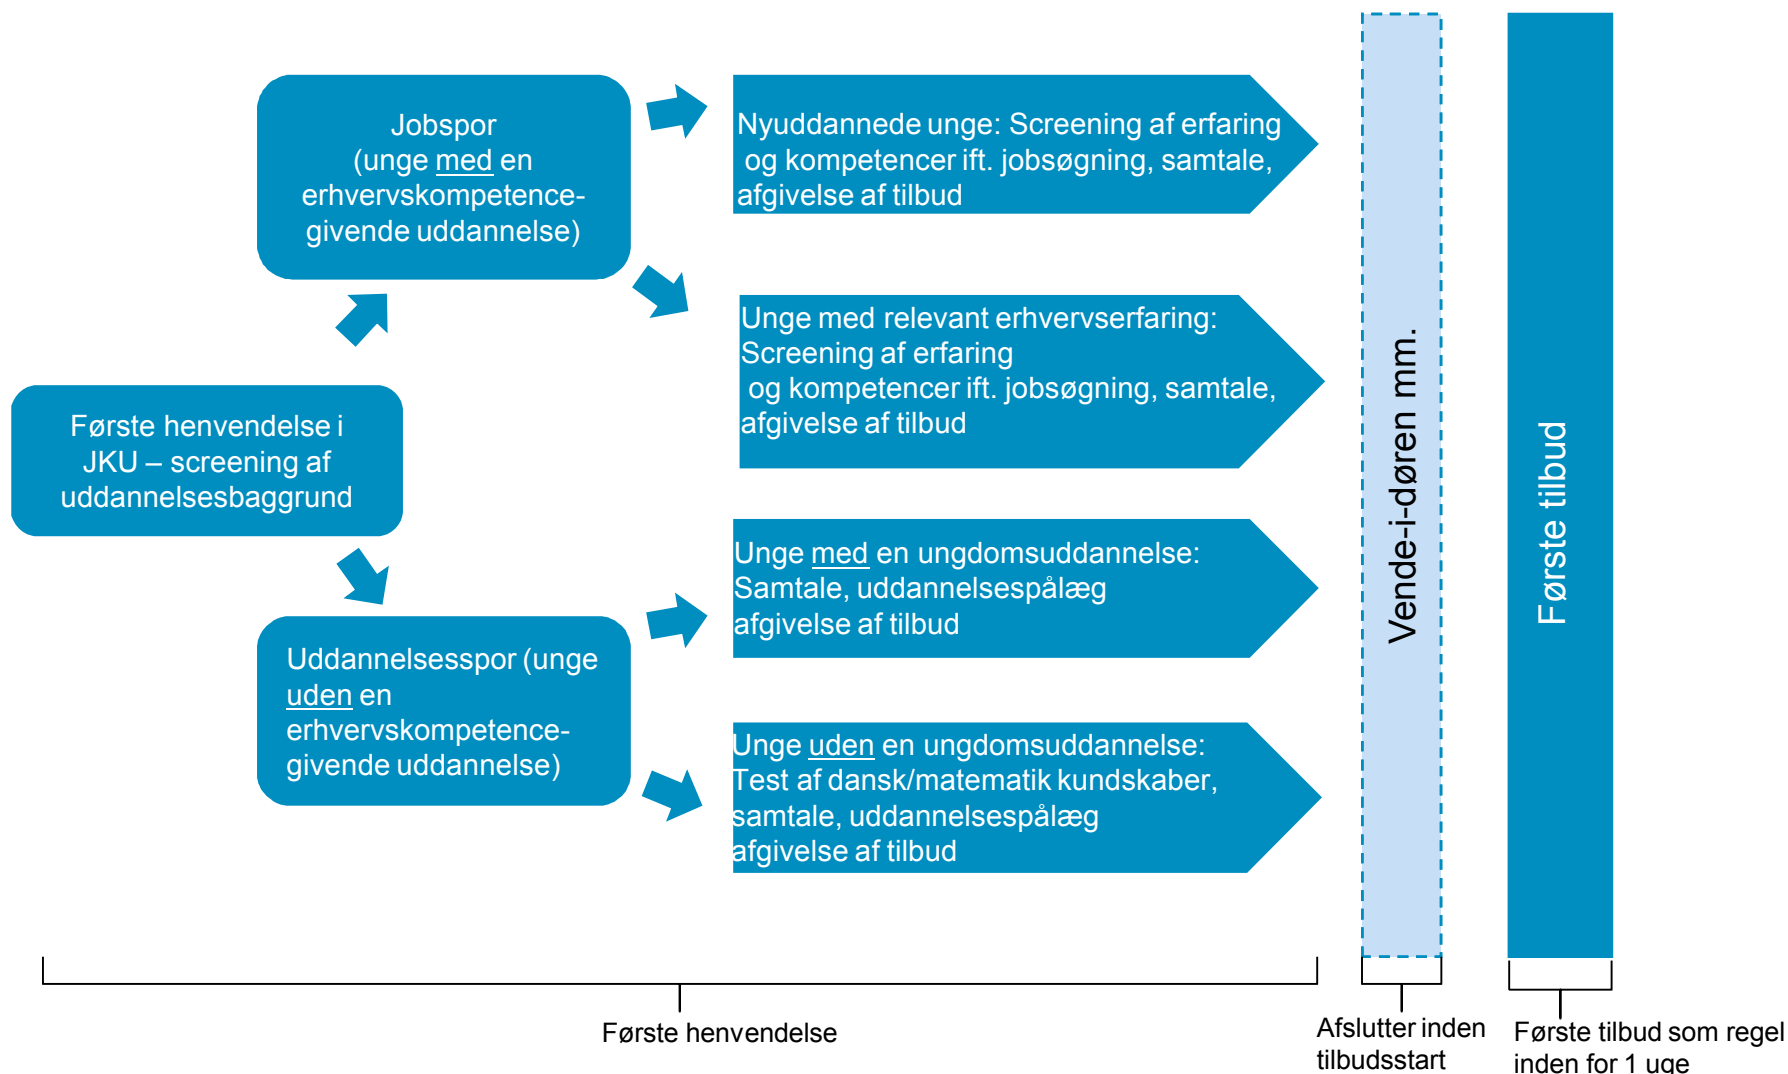 Første henvendelse i
JKU – screening af
uddannelsesbaggrund
Jobspor
(unge med en
erhvervskompetence-
givende uddannelse)
Uddannelsesspor (unge
uden en
erhvervskompetence-
givende uddannelse)
Nyuddannede unge: Screening af erfaring
og kompetencer ift. jobsøgning, samtale,
afgivelse af tilbud
Unge med relevant erhvervserfaring:
Screening af erfaring
og kompetencer ift. jobsøgning, samtale,
afgivelse af tilbud
Unge med en ungdomsuddannelse:
Samtale, uddannelsespålæg
afgivelse af tilbud
Unge uden en ungdomsuddannelse:
Test af dansk/matematik kundskaber,
samtale, uddannelsespålæg
afgivelse af tilbud
Vende-i-døren mm.
Første tilbud
Første henvendelse
Afslutter inden
tilbudsstart
Første tilbud som regel
inden for 1 uge